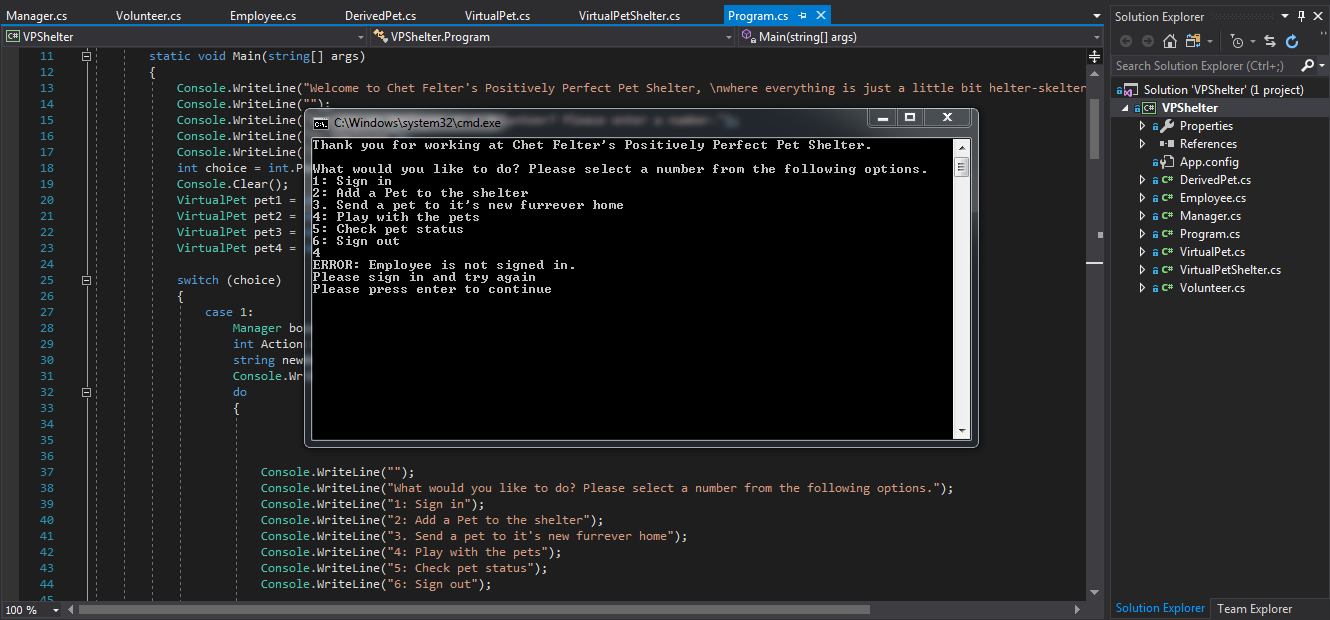 Manager.cs Volunteer.cs Employee.cs DerivedPet.cs VirtualPet.cs VirtualPetShelter.cs Program.cs
VPShelter VPShelter.Program Main(string[] args)
11 static void Main(string[] args)
12 {
13 Console.WriteLine("Welcome to Chet Felter's Positively Perfect Pet Shelter, \nwhere everything is just a little bit helter-skelter
14 Console.WriteLine("");
15 Console.WriteLine(
16 Console.WriteLine(
17 Console.WriteLine(
18 int choice = int.P
19 Console.Clear();
20 VirtualPet pet1 =
21 VirtualPet pet2 =
22 VirtualPet pet3 =
23 VirtualPet pet4 =
24
25 switch (choice)
26 {
27 case 1:
28 Manager bo
29 int Action
30 string new
31 Console.Wr
32 do
33 {
34
35
36
37 Console.WriteLine("");
38 Console.WriteLine("What would you like to do? Please select a number from the following options.");
39 Console.WriteLine("1: Sign in");
40 Console.WriteLine("2: Add a Pet to the shelter");
41 Console.WriteLine("3. Send a pet to it's new furrever home");
42 Console.WriteLine("4: Play with the pets");
43 Console.WriteLine("5: Check pet status");
44 Console.WriteLine("6: Sign out");
45
100 %
C:\Windows\system32\cmd.exe
Thank you for working at Chet Felter's Positively Perfect Pet Shelter.
What would you like to do? Please select a number from the following options.
1: Sign in
2: Add a Pet to the shelter
3. Send a pet to it's new furrever home
4: Play with the pets
5: Check pet status
6: Sign out
4
ERROR: Employee is not signed in.
Please sign in and try again
Please press enter to continue
Solution Explorer
Search Solution Explorer (Ctrl+;)
Solution 'VPShelter' (1 project)
C# VPShelter
Properties
References
App.config
C# DerivedPet.cs
C# Employee.cs
C# Manager.cs
C# Program.cs
C# VirtualPet.cs
C# VirtualPetShelter.cs
C# Volunteer.cs
Solution Explorer Team Explorer